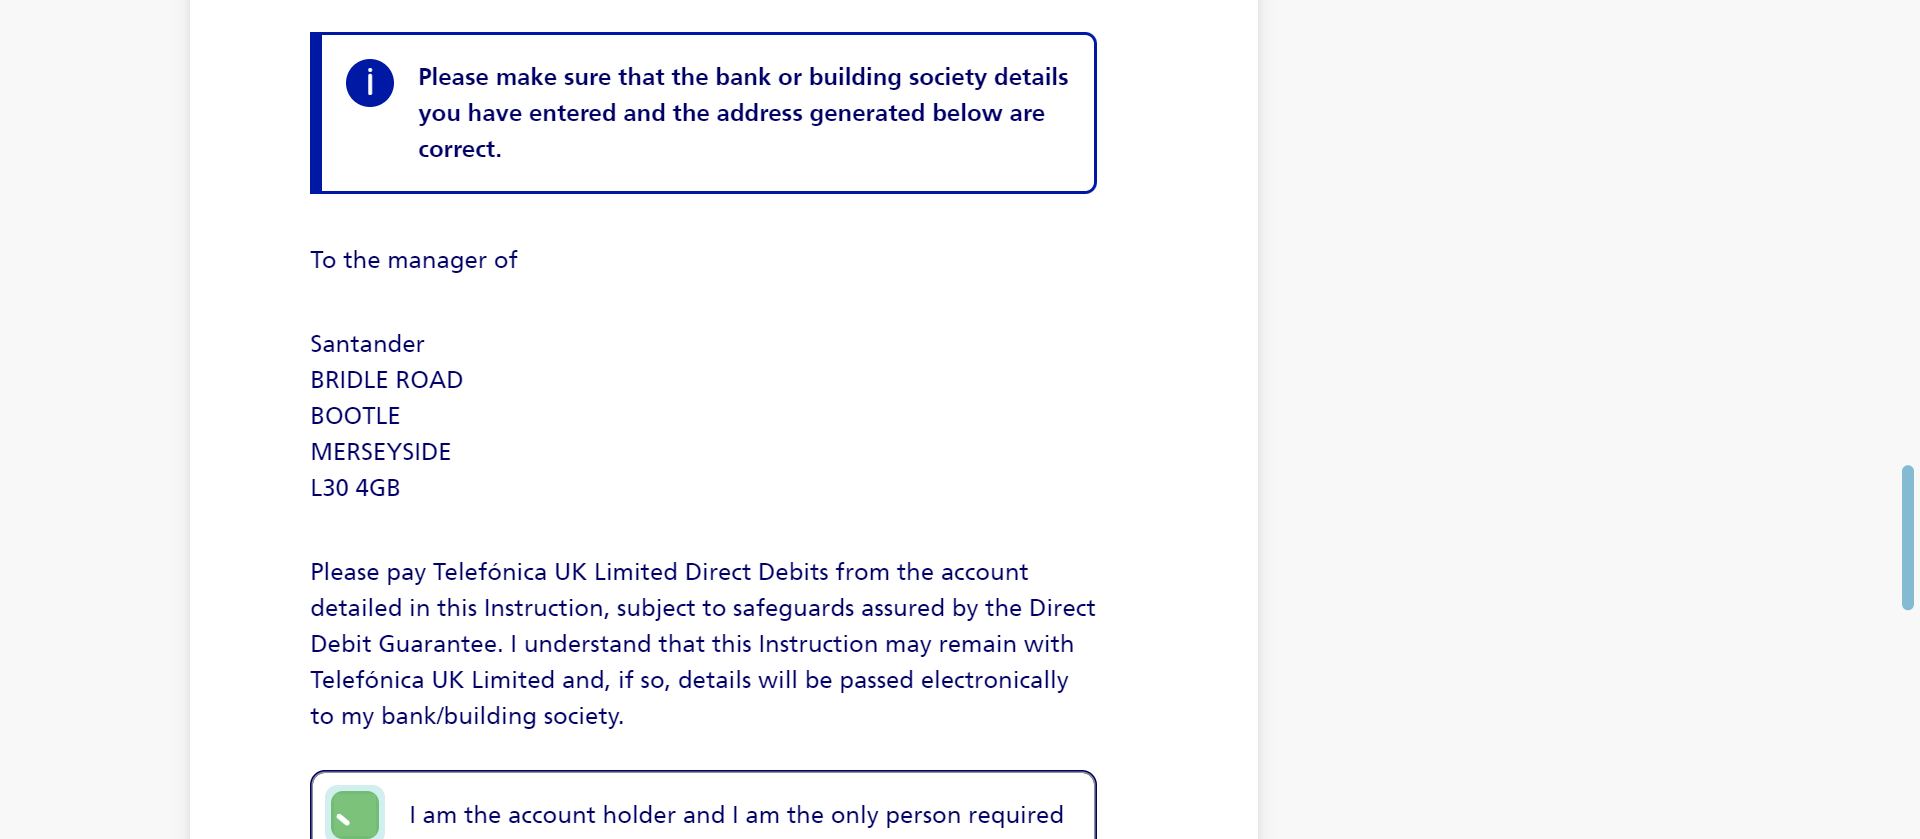 Please make sure that the bank or building society details
you have entered and the address generated below are
correct.
To the manager of
Santander
BRIDLE ROAD
BOOTLE
MERSEYSIDE
L30 4GB
Please pay Telefónica UK Limited Direct Debits from the account
detailed in this Instruction, subject to safeguards assured by the Direct
Debit Guarantee. I understand that this Instruction may remain with
Telefónica UK Limited and, if so, details will be passed electronically
to my bank/building society.
I am the account holder and I am the only person required